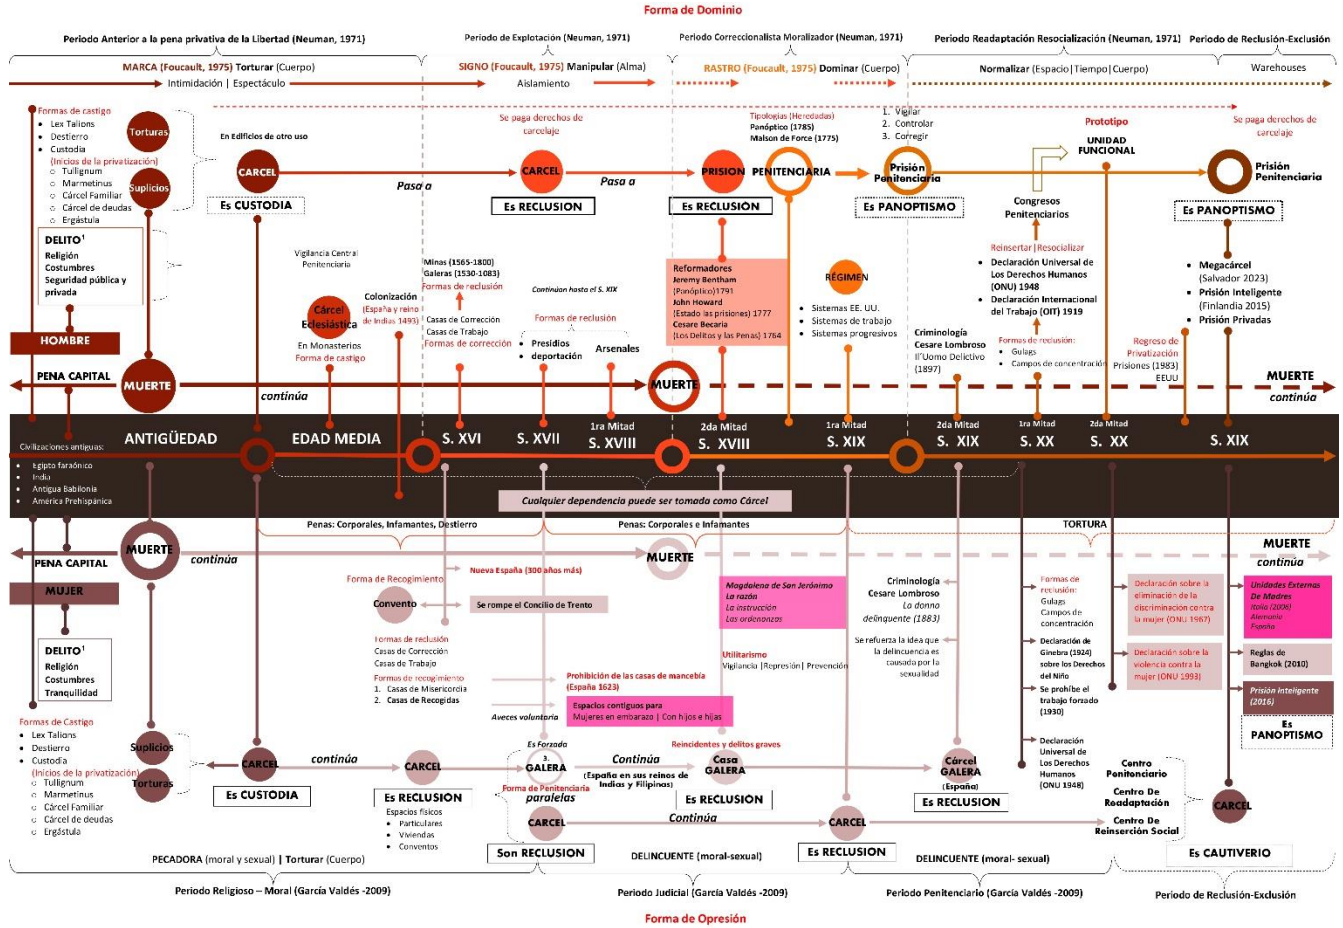 Forma de Dominio
Periodo Anterior a la pena privativa de la Libertad (Neuman, 1971)
Periodo de Explotación (Neuman, 1971)
Periodo Correccionalista Moralizador (Neuman, 1971)
Periodo Readaptación Resocialización (Neuman, 1971)
Periodo de Reclusión-Exclusión
MARCA (Foucault, 1975) Torturar (Cuerpo)
SIGNO (Foucault, 1975) Manipular (Alma)
RASTRO (Foucault, 1975) Dominar (Cuerpo)
Normalizar (Espacio|Tiempo|Cuerpo)
Warehouses
Intimidación | Espectáculo
Aislamiento
Formas de castigo
• Lex Talions
• Destierro
• Custodia
(Inicios de la privatización)
o Tullignum
o Marmetinus
o Cárcel Familiar
o Cárcel de deudas
o Ergástula
Torturas
Suplicios
En Edificios de otro uso
CARCEL
Es CUSTODIA
Pasa a
Se paga derechos de
carcelaje
CARCEL
Es RECLUSION
Pasa a
PRISION
Es RECLUSIÓN
Tipologías (Heredadas)
Panóptico (1785)
Malson de Force (1775)
PENITENCIARIA
1. Vigilar
2. Controlar
3. Corregir
Prisión
Penitenciaria
Es PANOPTISMO
Prototipo
UNIDAD
FUNCIONAL
Congresos
Penitenciarios
Reinsertar|Resocializar
• Declaración Universal de
Los Derechos Humanos
(ONU) 1948
• Declaración Internacional
del Trabajo (OIT) 1919
Formas de reclusión:
• Gulags
• Campos de concentración
Se paga derechos de
carcelaje
Prisión
Penitenciaria
Es PANOPTISMO
• Megacárcel
(Salvador 2023)
• Prisión Inteligente
(Finlandia 2015)
• Prisión Privadas
Regreso de
Privatización
Prisiones (1983)
EEUU
DELITO¹
Religión
Costumbres
Seguridad pública y
privada
HOMBRE
PENA CAPITAL
MUERTE
continúa
Vigilancia Central
Penitenciaria
Cárcel
Eclesiástica
En Monasterios
Forma de castigo
Colonización
(España y reino
de Indias 1493)
Minas (1565-1800)
Galeras (1530-1083)
Formas de reclusión
Casas de Corrección
Casas de Trabajo
Formas de corrección
Continúan hasta el S. XIX
Formas de reclusión
• Presidios
• deportación
Arsenales
Reformadores
Jeremy Bentham
(Panóptico)1791
John Howard
(Estado las prisiones) 1777
Cesare Becaria
(Los Delitos y las Penas) 1764
MUERTE
RÉGIMEN
• Sistemas EE. UU.
• Sistemas de trabajo
• Sistemas progresivos
Criminología
Cesare Lombroso
Il'Uomo Delictivo
(1897)
MUERTE
continúa
Civilizaciones antiguas:
• Egipto faraónico
• India
• Antigua Babilonia
• América Prehispánica
ANTIGÜEDAD
EDAD MEDIA
S. XVI
S. XVII
1ra Mitad
S. XVIII
2da Mitad
S. XVIII
1ra Mitad
S. XIX
2da Mitad
S. XIX
1ra Mitad
S. XX
2da Mitad
S. XX
S. XIX
Cualquier dependencia puede ser tomada como Cárcel
Penas: Corporales, Infamantes, Destierro
Penas: Corporales e Infamantes
TORTURA
PENA CAPITAL
MUERTE
continúa
MUERTE
MUERTE
continúa
MUJER
DELITO¹
Religión
Costumbres
Tranquilidad
Formas de Castigo
• Lex Talions
• Destierro
• Custodia
(Inicios de la privatización)
o Tullignum
o Marmetinus
o Cárcel Familiar
o Cárcel de deudas
o Ergástula
Suplicios
Torturas
CARCEL
Es CUSTODIA
continúa
Nueva España (300 años más)
Forma de Recogimiento
Convento
Se rompe el Concilio de Trento
Formas de reclusión
Casas de Corrección
Casas de Trabajo
Formas de recogimiento
1. Casas de Misericordia
2. Casas de Recogidas
Prohibición de las casas de mancebía
(España 1623)
Aveces voluntaria
Espacios contiguos para
Mujeres en embarazo | Con hijos e hijas
CARCEL
Es RECLUSIÓN
Espacios físicos
• Particulares
• Viviendas
• Conventos
Es Forzada
3.
GALERA
Forma de Penitenciaria
paralelas
CARCEL
Son RECLUSION
Continúa
(España en sus reinos de
Indias y Filipinas)
Continúa
Magdalena de San Jerónimo
La razón
La instrucción
Las ordenanzas
Utilitarismo
Vigilancia |Represión| Prevención
Reincidentes y delitos graves
Casa
GALERA
Es RECLUSIÓN
CARCEL
Es RECLUSIÓN
Criminología
Cesare Lombroso
La donna
delinquente (1883)
Se refuerza la idea que
la delincuencia es
causada por la
sexualidad
Cárcel
GALERA
(España)
Es RECLUSIÓN
Formas de
reclusión:
Gulags
Campos de
concentración
Declaración de
Ginebra (1924)
sobre los Derechos
del Niño
Se prohíbe el
trabajo forzado
(1930)
Declaración
Universal de
Los Derechos
Humanos
(ONU 1948)
Declaración sobre la
eliminación de la
discriminación contra
la mujer (ONU 1967)
Declaración sobre la
violencia contra la
mujer (ONU 1993)
Unidades Externas
De Madres
Italia (2006)
Alemania
España
Reglas de
Bangkok (2010)
Prisión Inteligente
(2016)
Es
PANOPTISMO
Centro
Penitenciario
Centro De
Readaptación
Centro De
Reinserción Social
CARCEL
Es CAUTIVERIO
PECADORA (moral y sexual) | Torturar (Cuerpo)
DELINCUENTE (moral-sexual)
DELINCUENTE (moral- sexual)
Periodo Religioso – Moral (García Valdés -2009)
Periodo Judicial (García Valdés -2009)
Periodo Penitenciario (García Valdés -2009)
Periodo de Reclusión-Exclusión
Forma de Opresión